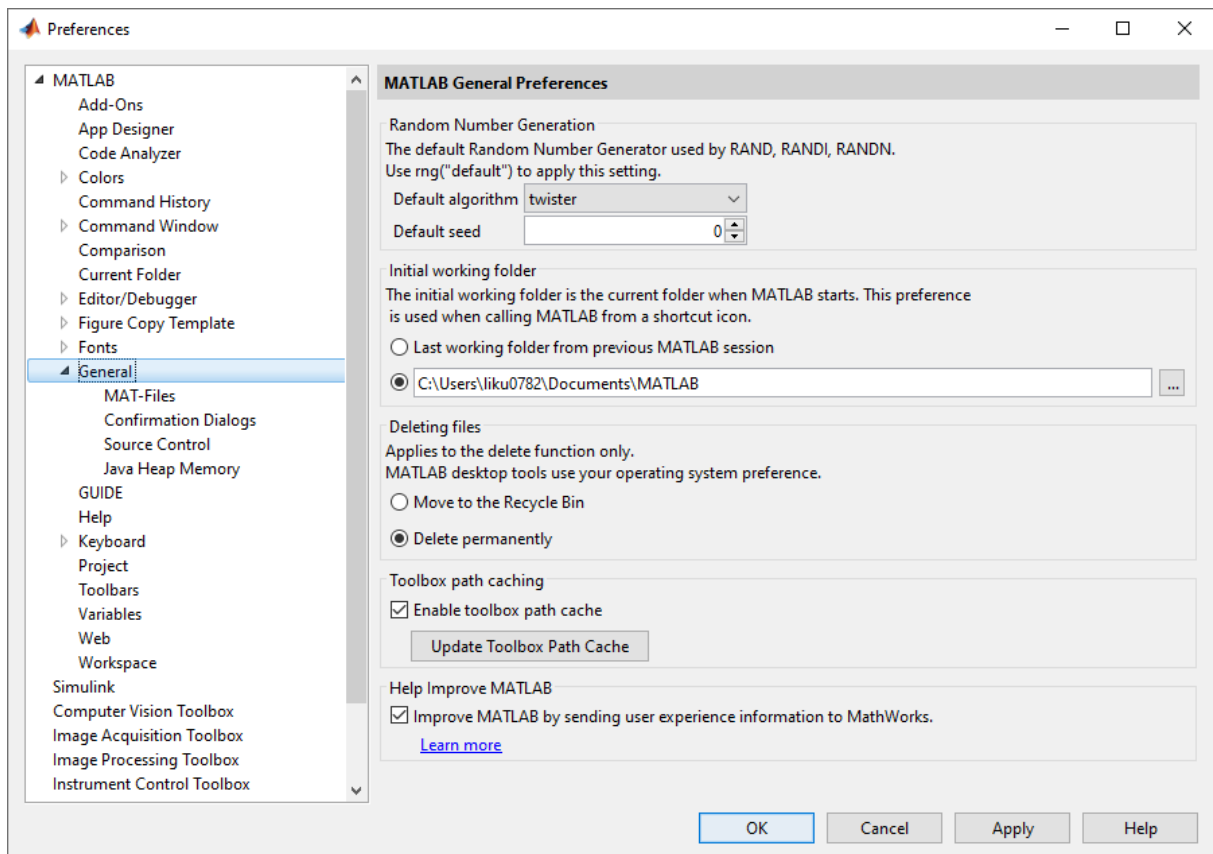 Preferences
MATLAB
Add-Ons
App Designer
Code Analyzer
Colors
Command History
Command Window
Comparison
Current Folder
Editor/Debugger
Figure Copy Template
Fonts
General
MAT-Files
Confirmation Dialogs
Source Control
Java Heap Memory
GUIDE
Help
Keyboard
Project
Toolbars
Variables
Web
Workspace
Simulink
Computer Vision Toolbox
Image Acquisition Toolbox
Image Processing Toolbox
Instrument Control Toolbox
MATLAB General Preferences
Random Number Generation
The default Random Number Generator used by RAND, RANDI, RANDN.
Use rng("default") to apply this setting.
Default algorithm twister
Default seed 0
Initial working folder
The initial working folder is the current folder when MATLAB starts. This preference
is used when calling MATLAB from a shortcut icon.
Last working folder from previous MATLAB session
C:\Users\liku0782\Documents\MATLAB
...
Deleting files
Applies to the delete function only.
MATLAB desktop tools use your operating system preference.
Move to the Recycle Bin
Delete permanently
Toolbox path caching
Enable toolbox path cache
Update Toolbox Path Cache
Help Improve MATLAB
Improve MATLAB by sending user experience information to MathWorks.
Learn more
OK Cancel Apply Help